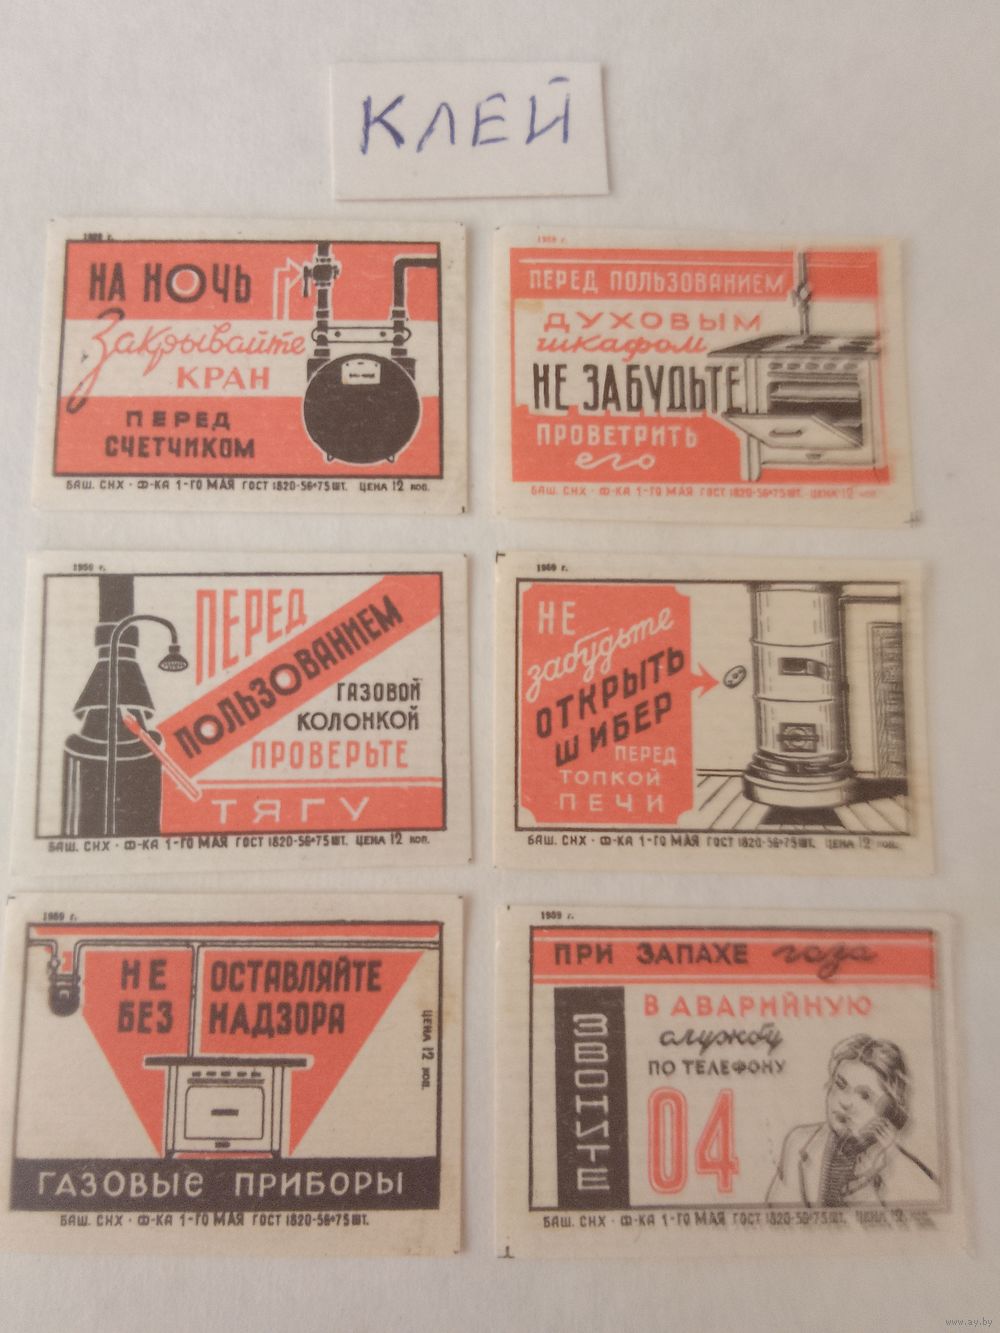 КЛЕЙ
1959 г.
НА НОЧЬ
Закрывайте
КРАН
ПЕРЕД
СЧЕТЧИКОМ
БАШ. СНХ · Ф-КА 1-ГО МАЯ ГОСТ 1820-56*75 ШТ. ЦЕНА 12 КОП.
1959 г.
ПЕРЕД ПОЛЬЗОВАНИЕМ
ДУХОВЫМ
шкафом
НЕ ЗАБУДЬТЕ
ПРОВЕТРИТЬ
его
БАШ. СНХ · Ф-КА 1-ГО МАЯ ГОСТ 1820-56*75 ШТ. ЦЕНА 12 КОП.
1959 г.
ПЕРЕД
ПОЛЬЗОВАНИЕМ
ГАЗОВОЙ
КОЛОНКОЙ
ПРОВЕРЬТЕ
ТЯГУ
БАШ. СНХ · Ф-КА 1-ГО МАЯ ГОСТ 1820-56*75 ШТ. ЦЕНА 12 КОП.
1959 г.
НЕ
забудьте
ОТКРЫТЬ
ШИБЕР
ПЕРЕД
ТОПКОЙ
ПЕЧИ
БАШ. СНХ · Ф-КА 1-ГО МАЯ ГОСТ 1820-56*75 ШТ. ЦЕНА 12 КОП.
1959 г.
НЕ ОСТАВЛЯЙТЕ
БЕЗ НАДЗОРА
ЦЕНА 12 КОП.
ГАЗОВЫЕ ПРИБОРЫ
БАШ. СНХ · Ф-КА 1-ГО МАЯ ГОСТ 1820-56*75 ШТ.
1959 г.
ПРИ ЗАПАХЕ газа
ЗВОНИТЕ
В АВАРИЙНУЮ
службу
ПО ТЕЛЕФОНУ
04
БАШ. СНХ · Ф-КА 1-ГО МАЯ ГОСТ 1820-56*75 ШТ. ЦЕНА 12 КОП.
www.ay.by